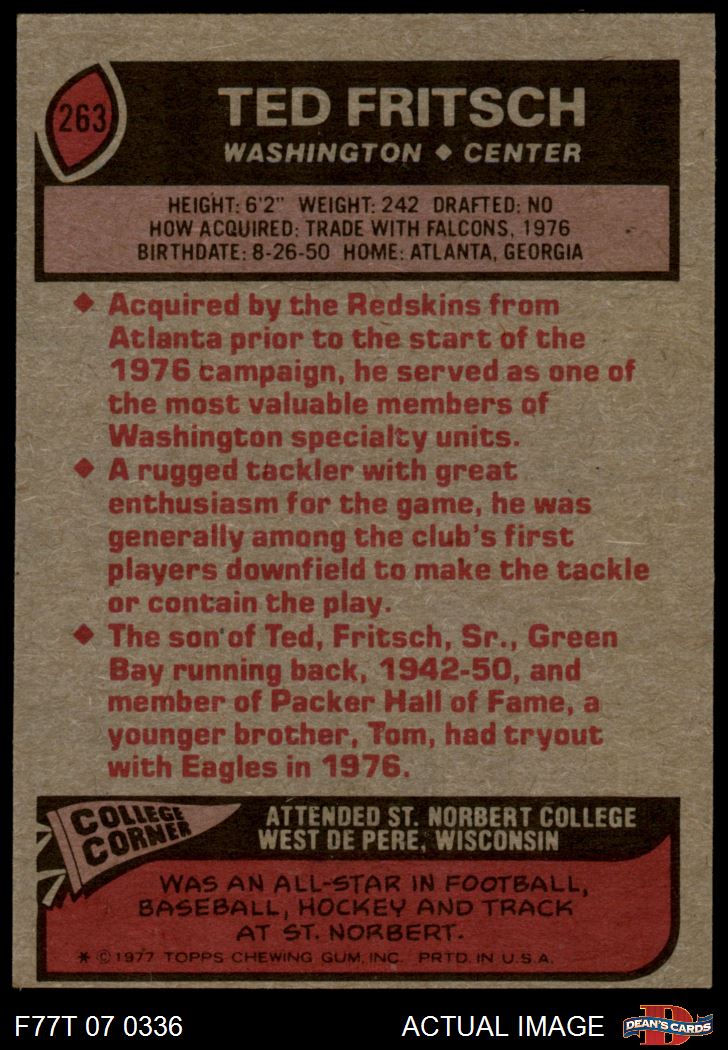 263
TED FRITSCH
WASHINGTON ◆ CENTER
HEIGHT: 6'2" WEIGHT: 242 DRAFTED: NO
HOW ACQUIRED: TRADE WITH FALCONS, 1976
BIRTHDATE: 8-26-50 HOME: ATLANTA, GEORGIA
◆ Acquired by the Redskins from
Atlanta prior to the start of the
1976 campaign, he served as one of
the most valuable members of
Washington specialty units.
◆ A rugged tackler with great
enthusiasm for the game, he was
generally among the club's first
players downfield to make the tackle
or contain the play.
◆ The son of Ted, Fritsch, Sr., Green
Bay running back, 1942-50, and
member of Packer Hall of Fame, a
younger brother, Tom, had tryout
with Eagles in 1976.
COLLEGE
CORNER
ATTENDED ST. NORBERT COLLEGE
WEST DE PERE, WISCONSIN
WAS AN ALL-STAR IN FOOTBALL,
BASEBALL, HOCKEY AND TRACK
AT ST. NORBERT.
* © 1977 TOPPS CHEWING GUM, INC. PRTD. IN U.S.A.
F77T 07 0336
ACTUAL IMAGE
D
DEAN'S CARDS